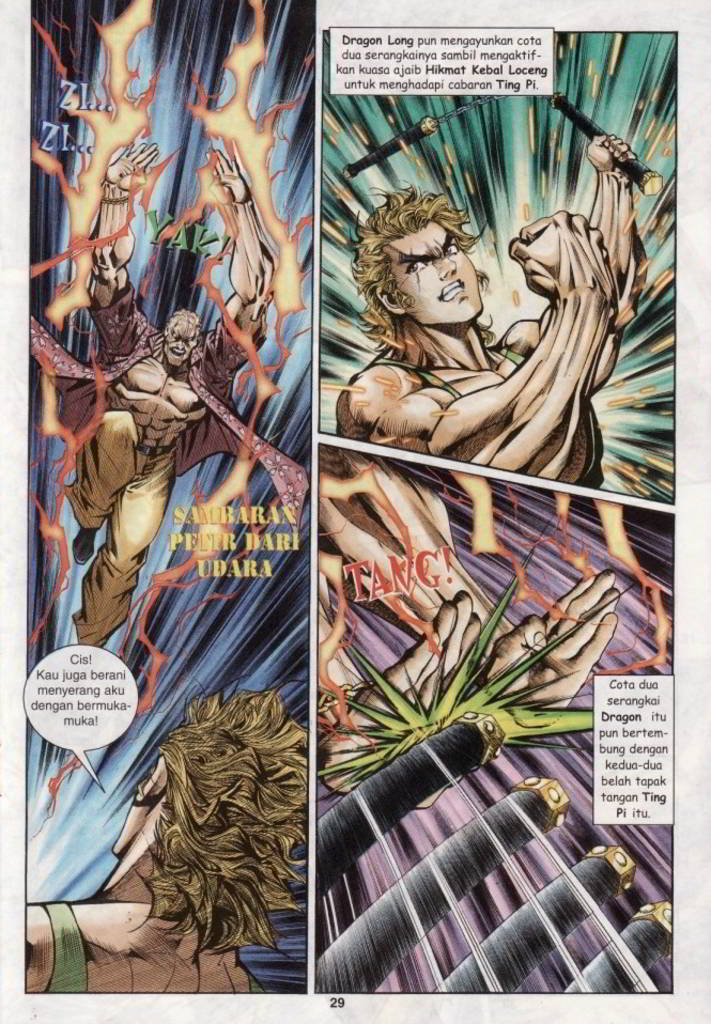 ZI...
ZI...
YAK!
SAMBARAN
PETIR DARI
UDARA
Cis!
Kau juga berani
menyerang aku
dengan bermuka-
muka!
Dragon Long pun mengayunkan cota
dua serangkainya sambil mengaktif-
kan kuasa ajaib Hikmat Kebal Loceng
untuk menghadapi cabaran Ting Pi.
TANG!
Cota dua
serangkai
Dragon itu
pun bertem-
bung dengan
kedua-dua
belah tapak
tangan Ting
Pi itu.
29